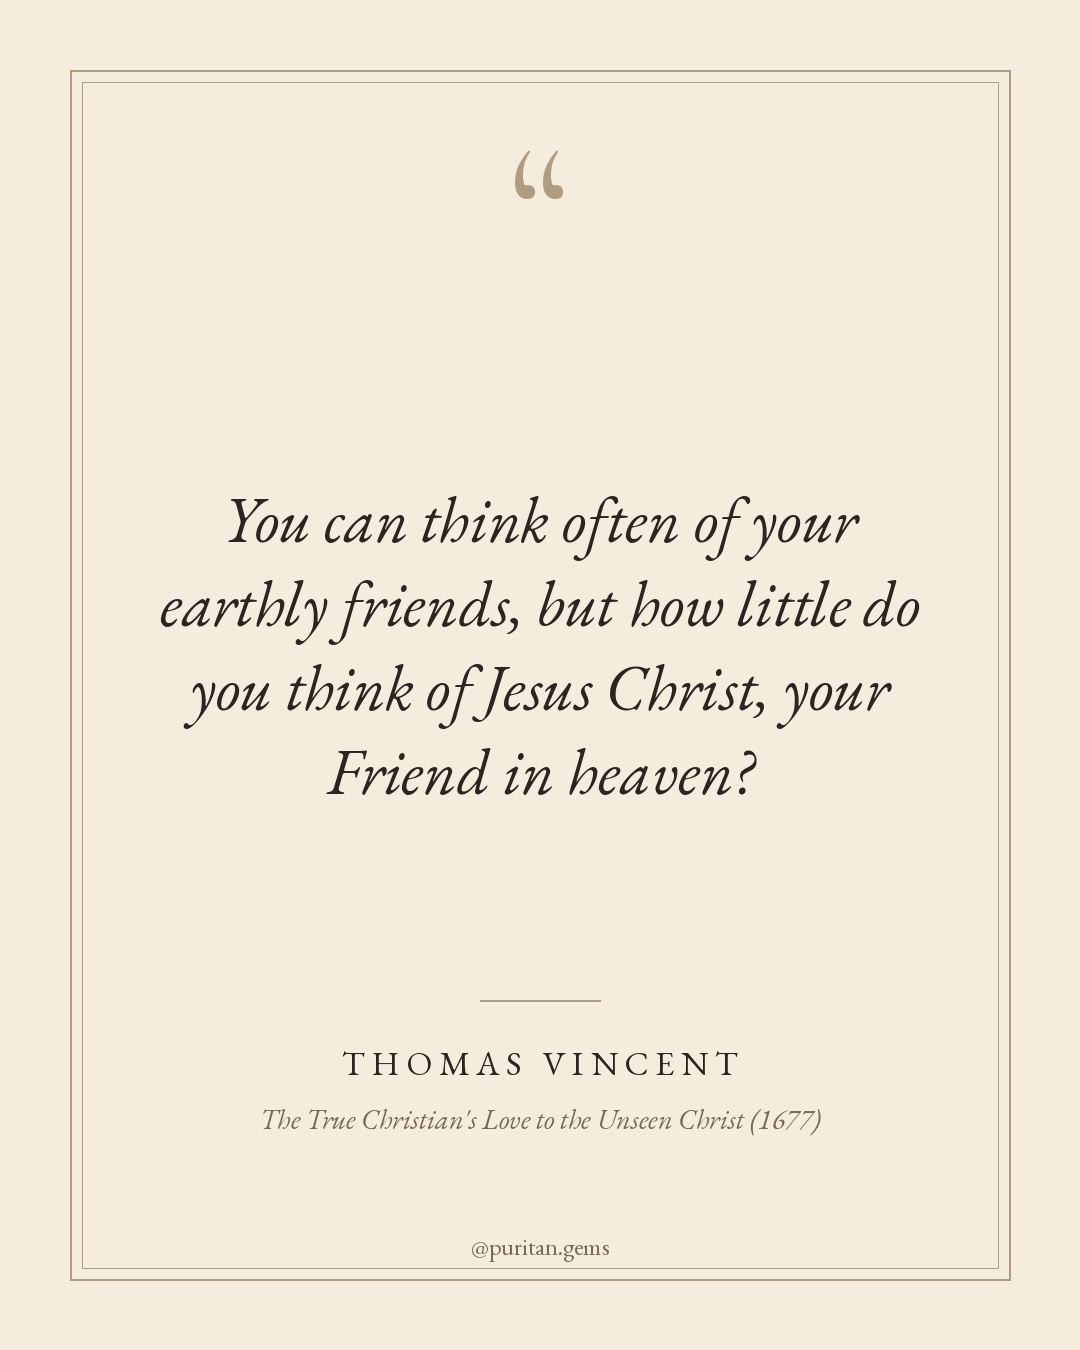 “
You can think often of your
earthly friends, but how little do
you think of Jesus Christ, your
Friend in heaven?
THOMAS VINCENT
The True Christian's Love to the Unseen Christ (1677)
@puritan.gems